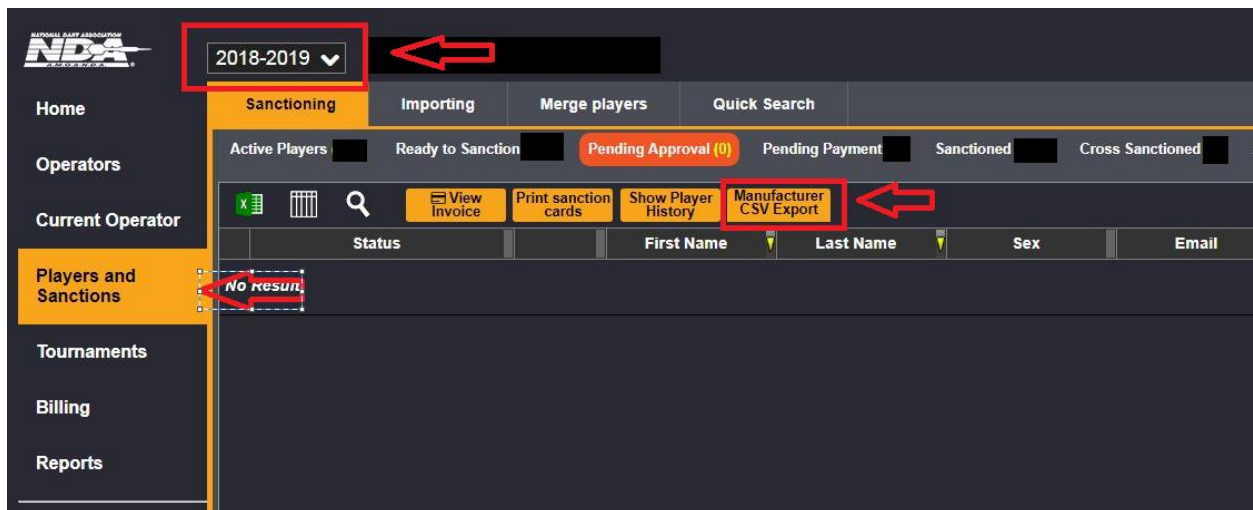 NATIONAL DART ASSOCIATION
NDA
A.M.O.A.N.D.A.
2018-2019
Home
Operators
Current Operator
Players and
Sanctions
Tournaments
Billing
Reports
Sanctioning Importing Merge players Quick Search
Active Players Ready to Sanction Pending Approval (0) Pending Payment Sanctioned Cross Sanctioned
View
Invoice
Print sanction
cards
Show Player
History
Manufacturer
CSV Export
Status First Name Last Name Sex Email
No Result